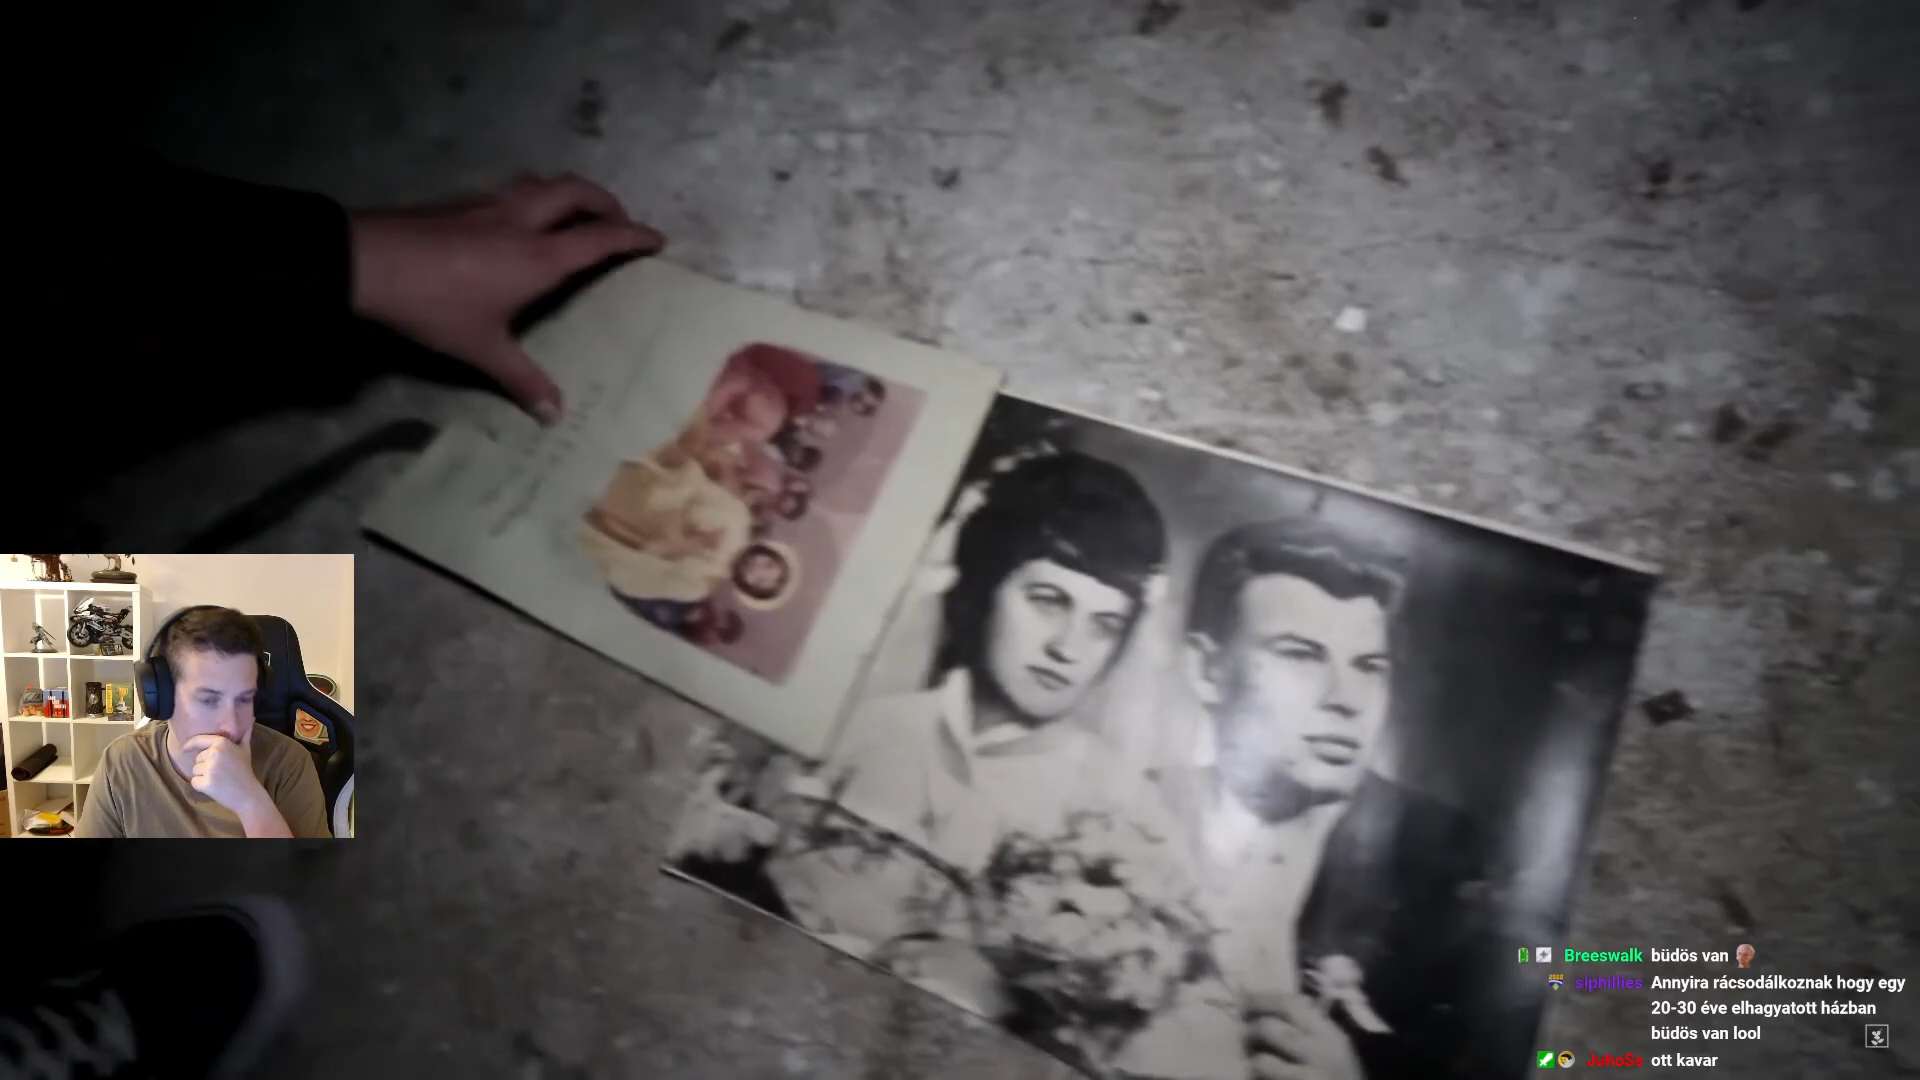 Breeswalk büdös van
siphillies Annyira rácsodálkoznak hogy egy
20-30 éve elhagyatott házban
büdös van lool
JuhoSs ott kavar